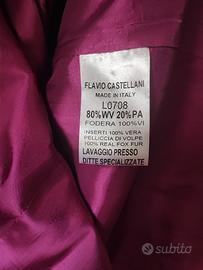 FLAVIO CASTELLANI
MADE IN ITALY
L0708
80%WV 20%PA
FODERA 100%VI
INSERTI 100% VERA
PELLICCIA DI VOLPE
100% REAL FOX FUR
LAVAGGIO PRESSO
DITTE SPECIALIZZATE
subito